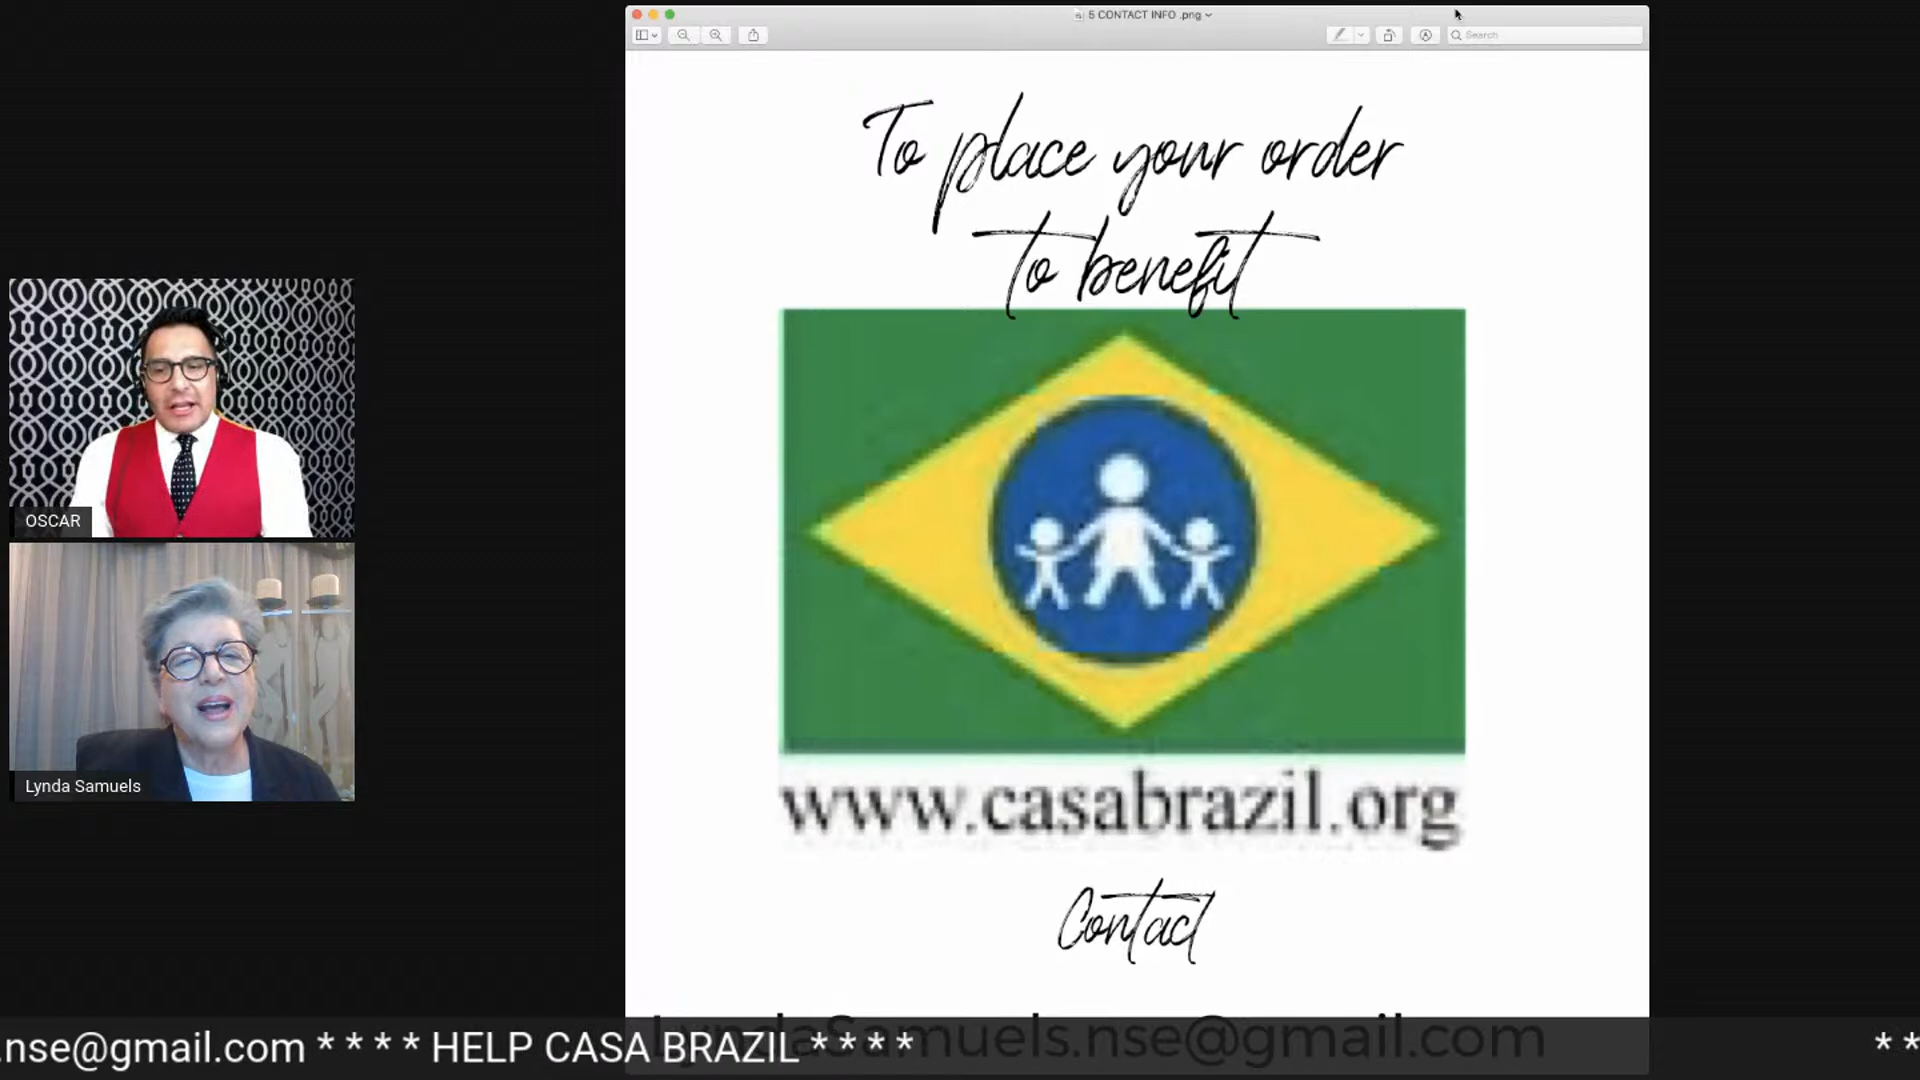 5 CONTACT INFO .png
Search
To place your order
to benefit
www.casabrazil.org
Contact
LyndaSamuels.nse@gmail.com
OSCAR
Lynda Samuels
.nse@gmail.com * * * * HELP CASA BRAZIL * * * *
* *